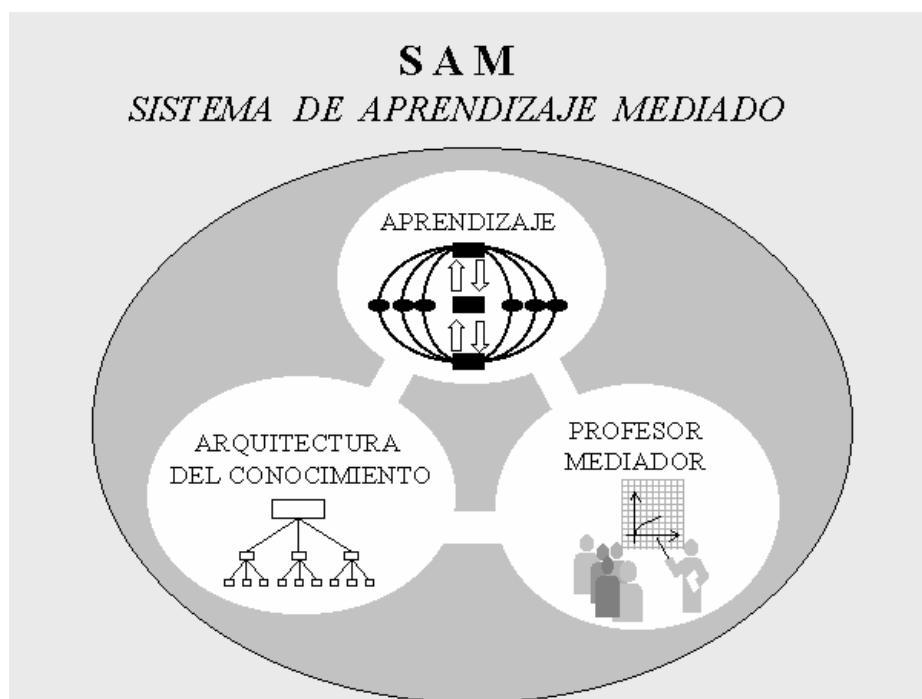 S A M
SISTEMA DE APRENDIZAJE MEDIADO
APRENDIZAJE
ARQUITECTURA
DEL CONOCIMIENTO
PROFESOR
MEDIADOR